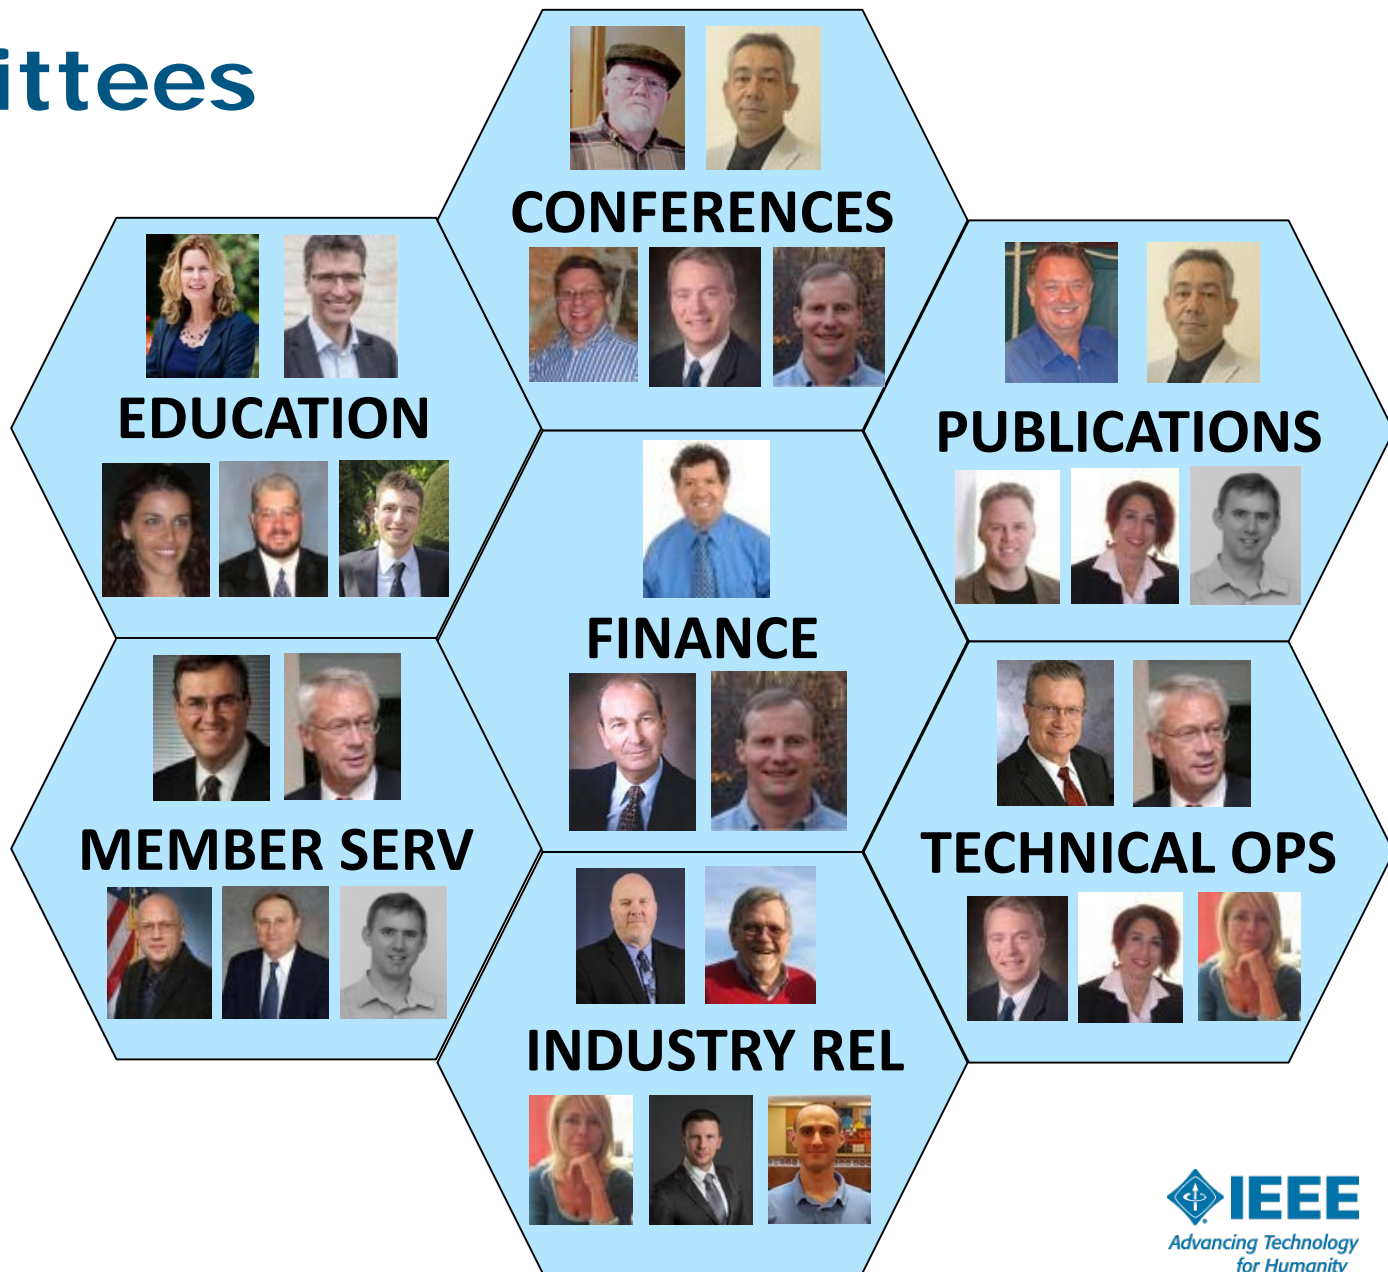 ittees
CONFERENCES
EDUCATION
PUBLICATIONS
FINANCE
MEMBER SERV
TECHNICAL OPS
INDUSTRY REL
IEEE
Advancing Technology
for Humanity